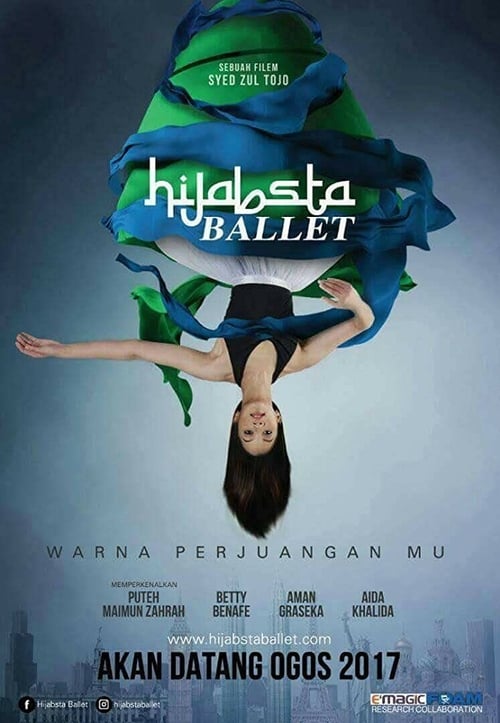 SEBUAH FILEM
SYED ZUL TOJO
hijabsta
BALLET
WARNA PERJUANGAN MU
MEMPERKENALKAN
PUTEH
MAIMUN ZAHRAH
BETTY
BENAFE
AMAN
GRASEKA
AIDA
KHALIDA
www.hijabstaballet.com
AKAN DATANG OGOS 2017
Hijabsta Ballet
hijabstaballet
EMAGIC FOAM
RESEARCH COLLABORATION